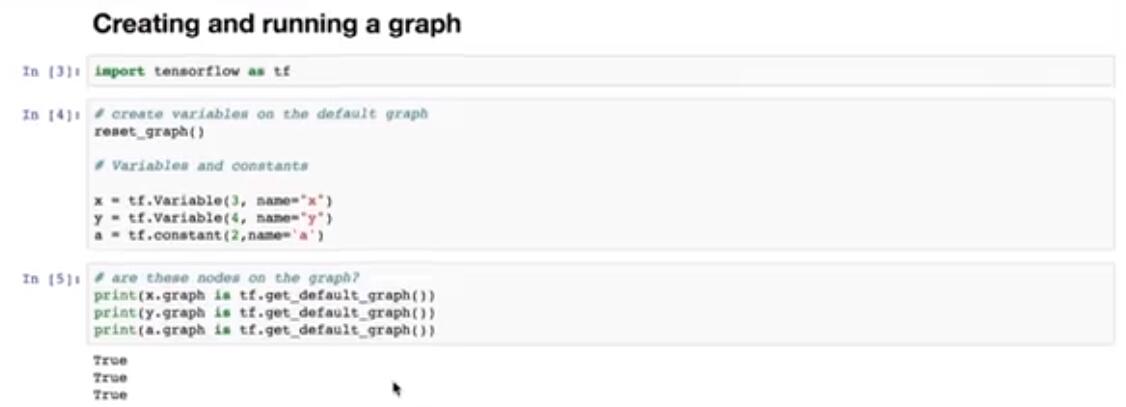 Creating and running a graph
In [3]: import tensorflow as tf
In [4]: # create variables on the default graph
reset_graph()
# Variables and constants
x = tf.Variable(3, name="x")
y = tf.Variable(4, name="y")
a = tf.constant(2,name='a')
In [5]: # are these nodes on the graph?
print(x.graph is tf.get_default_graph())
print(y.graph is tf.get_default_graph())
print(a.graph is tf.get_default_graph())
True
True
True